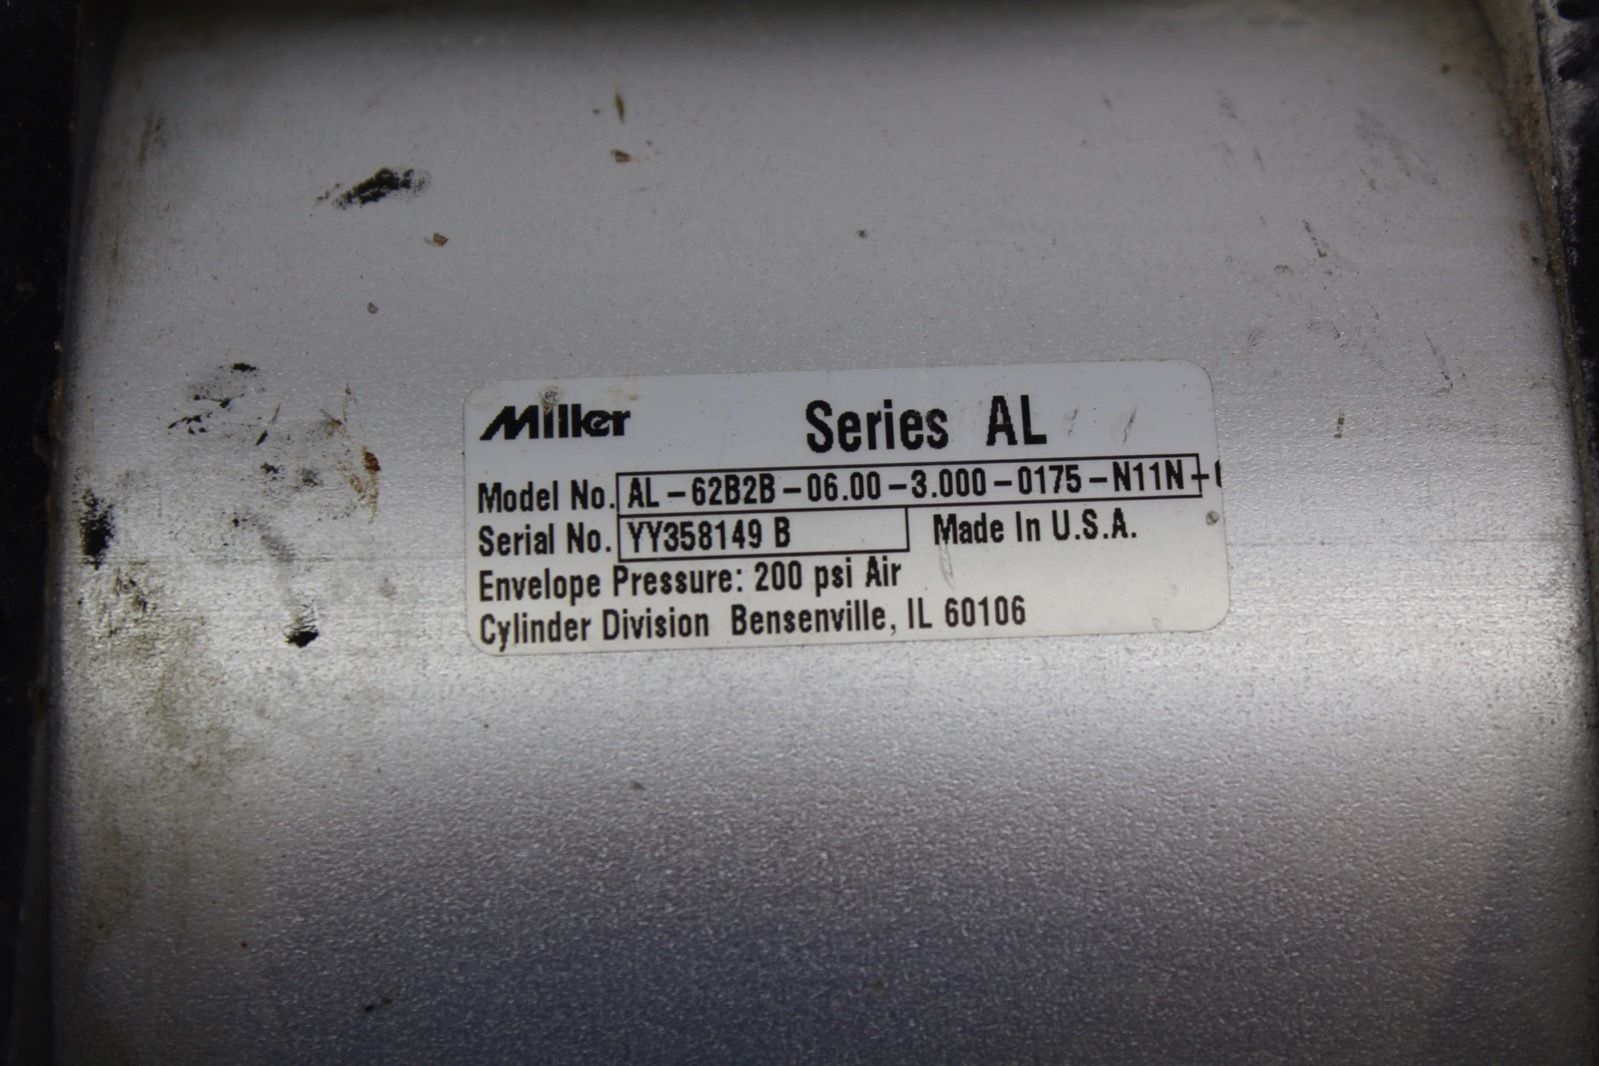 Miller Series AL
Model No. AL-62B2B-06.00-3.000-0175-N11N-
Serial No. YY358149 B Made In U.S.A.
Envelope Pressure: 200 psi Air
Cylinder Division Bensenville, IL 60106